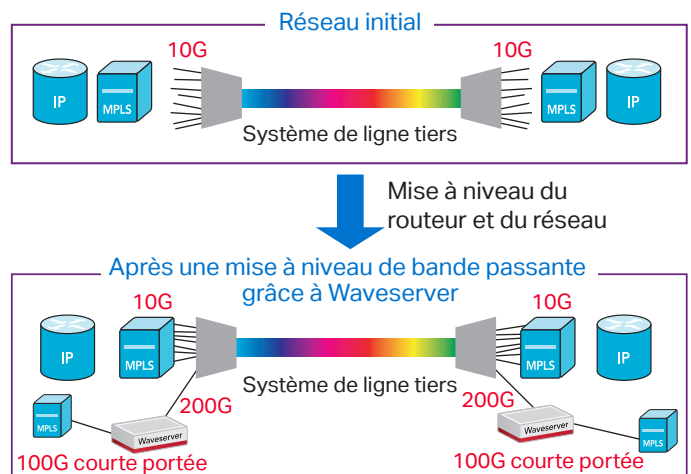 Réseau initial
10G
10G
IP
MPLS
MPLS
IP
Système de ligne tiers
Mise à niveau du
routeur et du réseau
Après une mise à niveau de bande passante
grâce à Waveserver
10G
10G
IP
MPLS
MPLS
IP
Système de ligne tiers
200G
200G
MPLS
Waveserver
Waveserver
MPLS
100G courte portée
100G courte portée